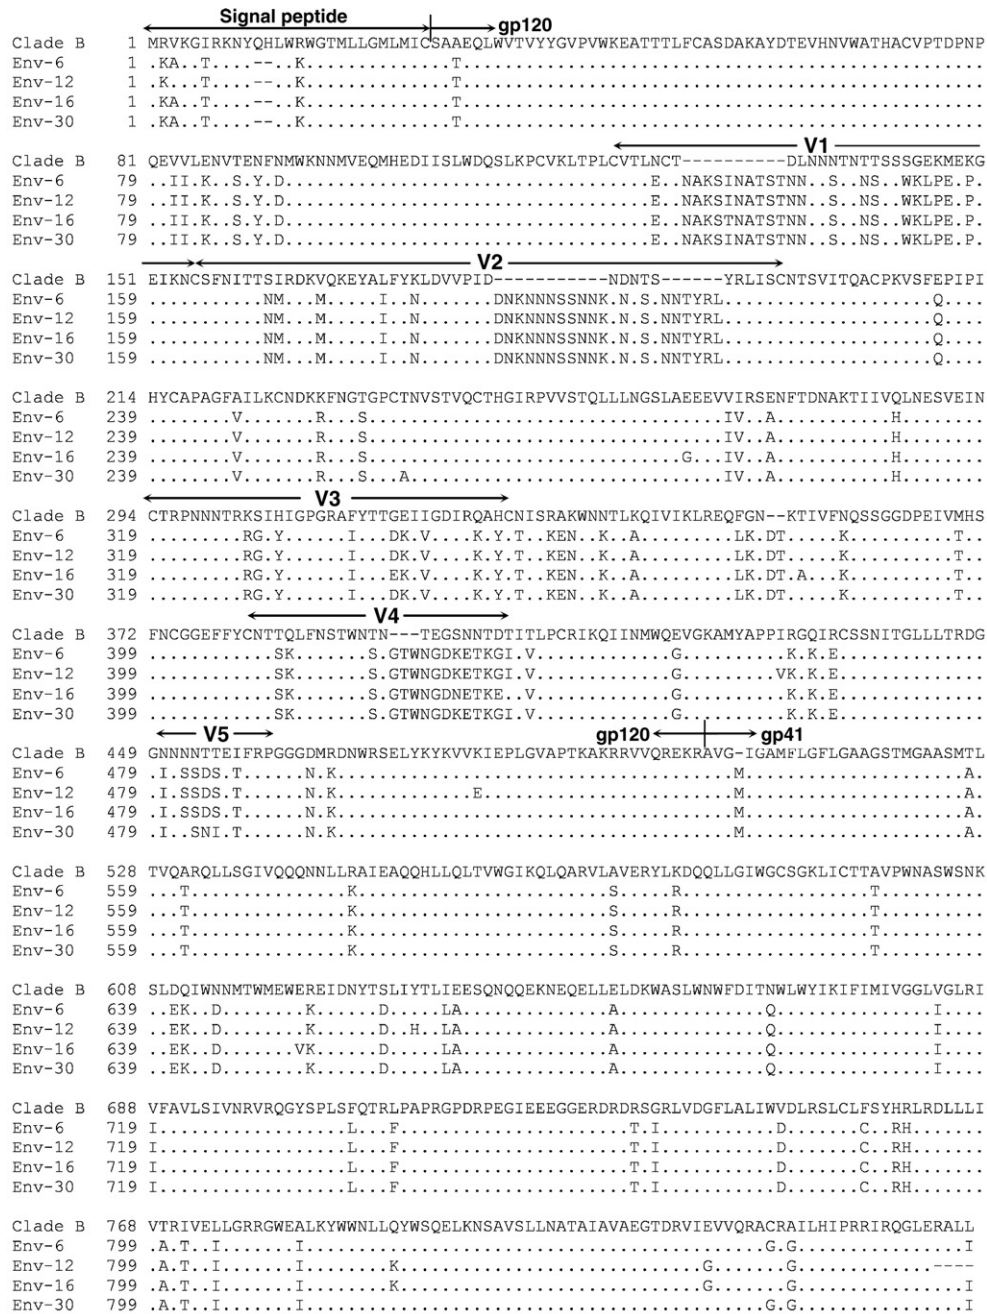 Signal peptide gp120
Clade B 1 MRVKGIRKNYQHLWRWGTMLLGMLMICSAAEQLWVTVYYGVPVWKEATTTLFCASDAKAYDTEVHNVWATHACVPTDPNP
Env-6 1 .KA..T....--..K..............T..................................................
Env-12 1 .K...T....--..K..............T..................................................
Env-16 1 .KA..T....--..K..............T..................................................
Env-30 1 .KA..T....--..K..............T..................................................
V1
Clade B 81 QEVVLENVTENFNMWKNNMVEQMHEDIISLWDQSLKPCVKLTPLCVTLNCT----------DLNNNTNTTSSSGEKMEKG
Env-6 79 ..II.K..S.Y.D...................................E..NAKSINATSTNN..S..NS..WKLPE.P.
Env-12 79 ..II.K..S.Y.D...................................E..NAKSINATSTNN..S..NS..WKLPE.P.
Env-16 79 ..II.K..S.Y.D...................................E..NAKSTNATSTNN..S..NS..WKLPE.P.
Env-30 79 ..II.K..S.Y.D...................................E..NAKSINATSTNN..S..NS..WKLPE.P.
V2
Clade B 151 EIKNCSFNITTSIRDKVQKEYALFYKLDVVPID-----------NDNTS------YRLISCNTSVITQACPKVSFEPIPI
Env-6 159 ...........NM...M.....I..N.......DNKNNNSSNNK.N.S.NNTYRL....................Q....
Env-12 159 ...........NM...M.....I..N.......DNKNNNSSNNK.N.S.NNTYRL....................Q....
Env-16 159 ...........NM...M.....I..N.......DNKNNNSSNNK.N.S.NNTYRL....................Q....
Env-30 159 ...........NM...M.....I..N.......DNKNNNSSNNK.N.S.NNTYRL....................Q....
Clade B 214 HYCAPAGFAILKCNDKKFNGTGPCTNVSTVQCTHGIRPVVSTQLLLNGSLAEEEVVIRSENFTDNAKTIIVQLNESVEIN
Env-6 239 ........V.......R...S..................................IV..A...........H........
Env-12 239 ........V.......R...S..................................IV..A...........H........
Env-16 239 ........V.......R...S..............................G...IV..A...........H........
Env-30 239 ........V.......R...S...A..............................IV..A...........H........
V3
Clade B 294 CTRPNNNTRKSIHIGPGRAFYTTGEIIGDIRQAHCNISRAKWNNTLKQIVIKLREQFGN--KTIVFNQSSGGDPEIVMHS
Env-6 319 .........RG.Y......I...DK.V....K.Y.T..KEN..K..A.........LK.DT.....K..........T..
Env-12 319 .........RG.Y......I...DK.V....K.Y.T..KEN..K..A.........LK.DT.....K..........T..
Env-16 319 .........RG.Y......I...EK.V....K.Y.T..KEN..K..A.........LK.DT.A...K..........T..
Env-30 319 .........RG.Y......I...DK.V....K.Y.T..KEN..K..A.........LK.DT.....K..........T..
V4
Clade B 372 FNCGGEFFYCNTTQLFNSTWNTN---TEGSNNTDTITLPCRIKQIINMWQEVGKAMYAPPIRGQIRCSSNITGLLLTRDG
Env-6 399 ............SK.......S.GTWNGDKETKGI.V.............G..........K.K.E..............
Env-12 399 ............SK.......S.GTWNGDKETKGI.V.............G.........VK.K.E..............
Env-16 399 ............SK.......S.GTWNGDNETKE..V.............G..........K.K.E..............
Env-30 399 ............SK.......S.GTWNGDKETKGI.V.............G..........K.K.E..............
V5 gp120 gp41
Clade B 449 GNNNNTTEIFRPGGGDMRDNWRSELYKYKVVKIEPLGVAPTKAKRRVVQREKRAVG-IGAMFLGFLGAAGSTMGAASMTL
Env-6 479 .I.SSDS.T......N.K......................................M.....................A.
Env-12 479 .I.SSDS.T......N.K.............E........................M.....................A.
Env-16 479 .I.SSDS.T......N.K......................................M.....................A.
Env-30 479 .I..SNI.T......N.K......................................M.....................A.
Clade B 528 TVQARQLLSGIVQQQNNLLRAIEAQQHLLQLTVWGIKQLQARVLAVERYLKDQQLLGIWGCSGKLICTTAVPWNASWSNK
Env-6 559 ...T...............K........................S.....R..................T..........
Env-12 559 ...T...............K........................S.....R..................T..........
Env-16 559 ...T...............K........................S.....R..................T..........
Env-30 559 ...T...............K........................S.....R..................T..........
Clade B 608 SLDQIWNNMTWMEWEREIDNYTSLIYTLIEESQNQQEKNEQELLELDKWASLWNWFDITNWLWYIKIFIMIVGGLVGLRI
Env-6 639 ..EK..D........K......D.....LA..............A..............Q...............I....
Env-12 639 ..EK..D........K......D..H..LA..............A..............Q...............I....
Env-16 639 ..EK..D.......VK......D.....LA..............A..............Q...............I....
Env-30 639 ..EK..D........K......D.....LA..............A..............Q...............I....
Clade B 688 VFAVLSIVNRVRQGYSPLSFQTRLPAPRGPDRPEGIEEEGGERDRDRSGRLVDGFLALIWVDLRSLCLFSYHRLRDLLLI
Env-6 719 I..................L...F......................T.I...........D.......C..RH.......
Env-12 719 I..................L...F......................T.I...........D.......C..RH.......
Env-16 719 I..................L...F......................T.I...........D.......C..RH.......
Env-30 719 I..................L...F......................T.I...........D.......C..RH.......
Clade B 768 VTRIVELLGRRGWEALKYWWNLLQYWSQELKNSAVSLLNATAIAVAEGTDRVIEVVQRACRAILHIPRRIRQGLERALL
Env-6 799 .A.T..I.......I............................................G.G................I
Env-12 799 .A.T..I.......I........K.............................G.......G.............----
Env-16 799 .A.T..I.......I........K.............................G.......G................I
Env-30 799 .A.T..I.......I............................................G.G................I